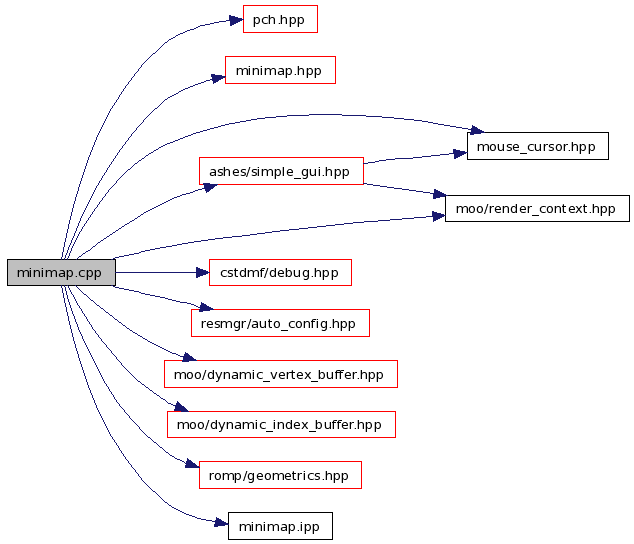 pch.hpp
minimap.hpp
mouse_cursor.hpp
ashes/simple_gui.hpp
moo/render_context.hpp
minimap.cpp
cstdmf/debug.hpp
resmgr/auto_config.hpp
moo/dynamic_vertex_buffer.hpp
moo/dynamic_index_buffer.hpp
romp/geometrics.hpp
minimap.ipp